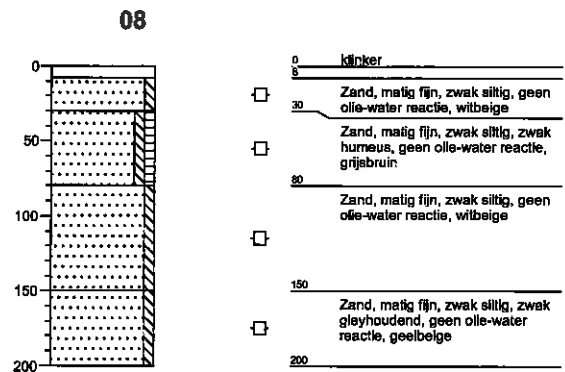 08
0
50
100
150
200
0
klinker
8
Zand, matig fijn, zwak siltig, geen
olie-water reactie, witbeige
30
Zand, matig fijn, zwak siltig, zwak
humeus, geen olie-water reactie,
grijsbruin
80
Zand, matig fijn, zwak siltig, geen
olie-water reactie, witbeige
150
Zand, matig fijn, zwak siltig, zwak
gleyhoudend, geen olie-water
reactie, geelbeige
200